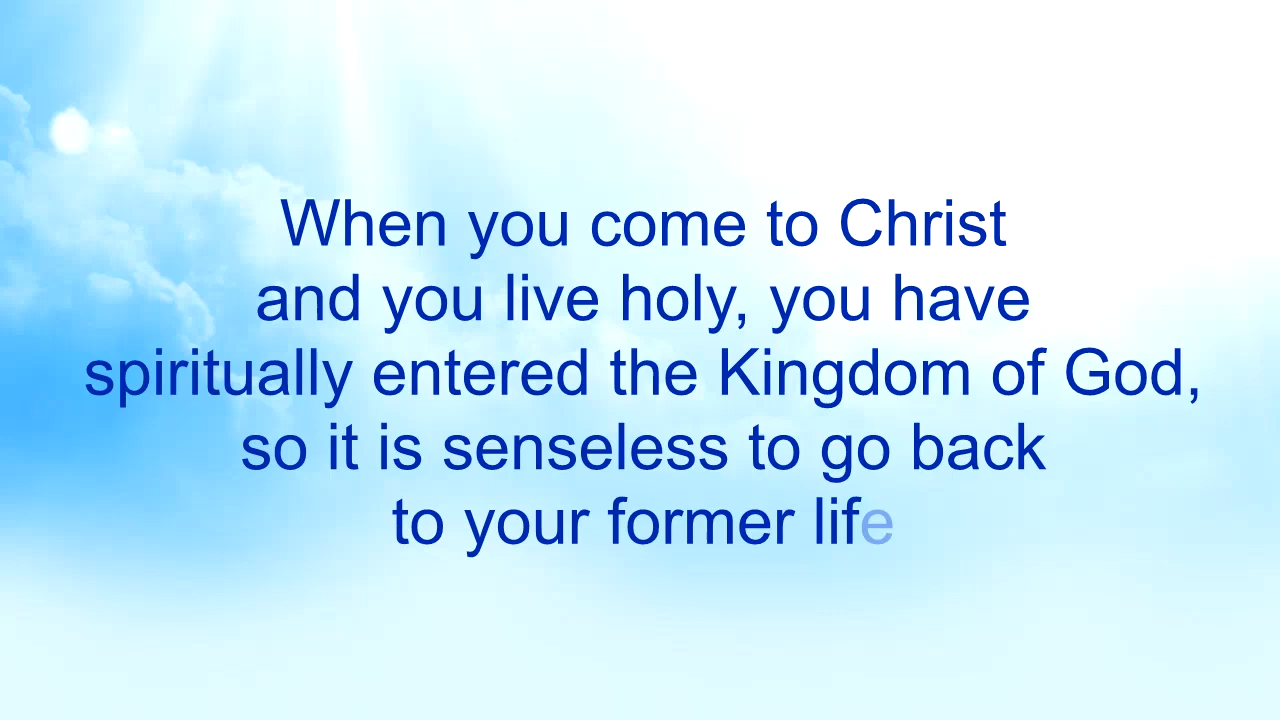 When you come to Christ
and you live holy, you have
spiritually entered the Kingdom of God,
so it is senseless to go back
to your former life